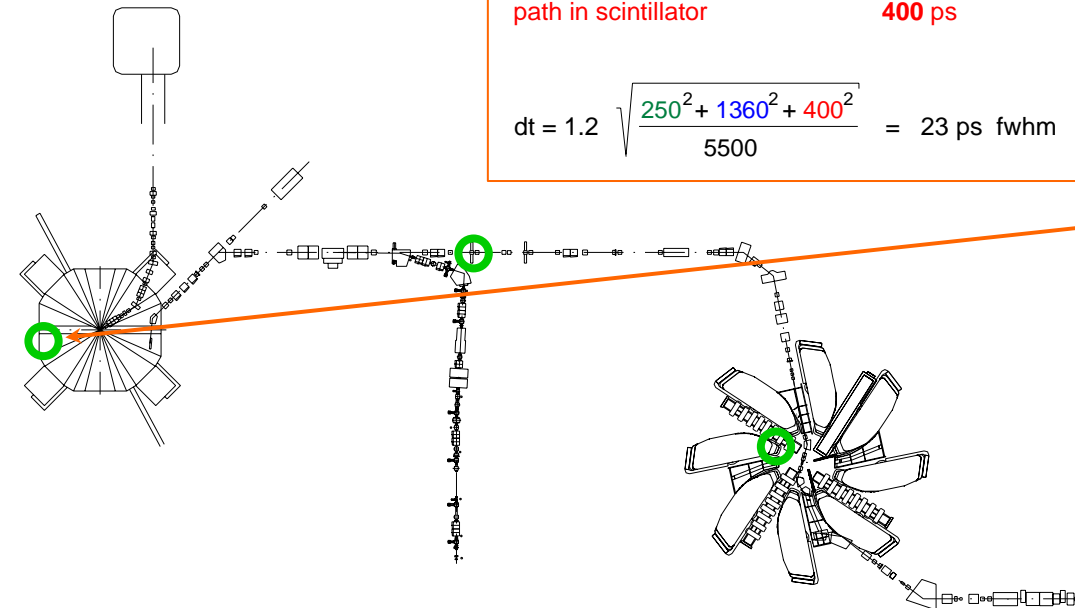 path in scintillator 400 ps
dt = 1.2 √((250² + 1360² + 400²) / 5500) = 23 ps fwhm